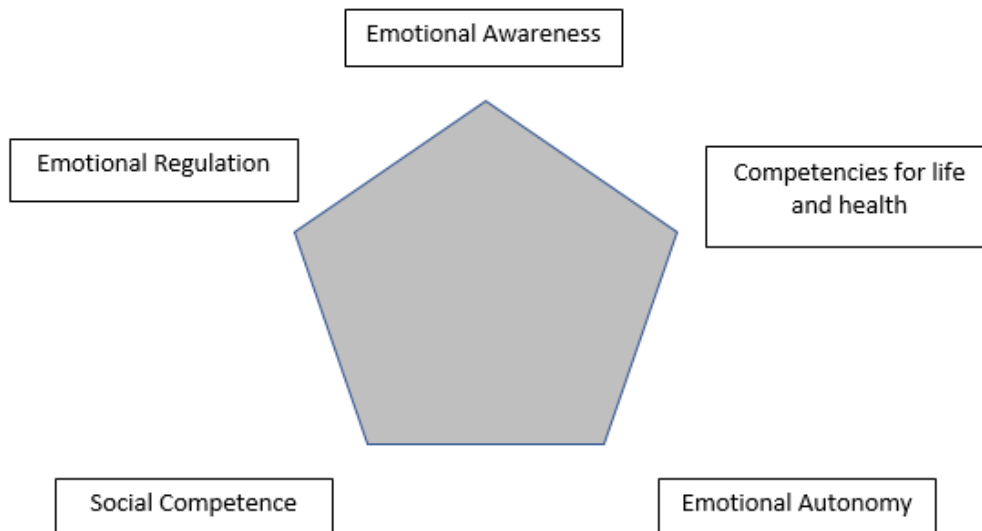 Emotional Awareness
Emotional Regulation
Competencies for life
and health
Social Competence
Emotional Autonomy